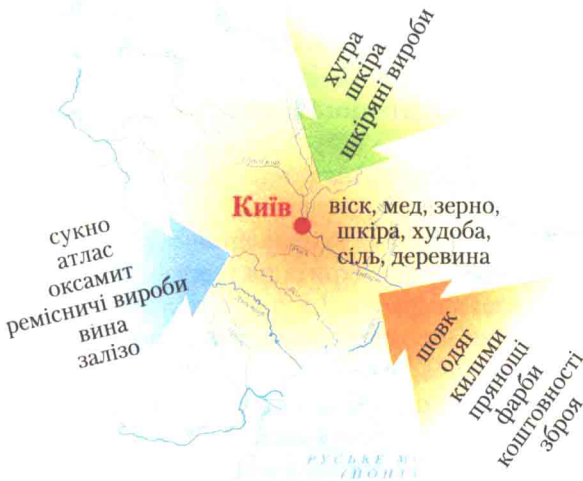 хутра
шкіра
шкіряні вироби
Київ
віск, мед, зерно,
шкіра, худоба,
сіль, деревина
сукно
атлас
оксамит
ремісничі вироби
вина
залізо
шовк
одяг
килими
прянощі
фарби
коштовності
зброя
РУСЬКЕ